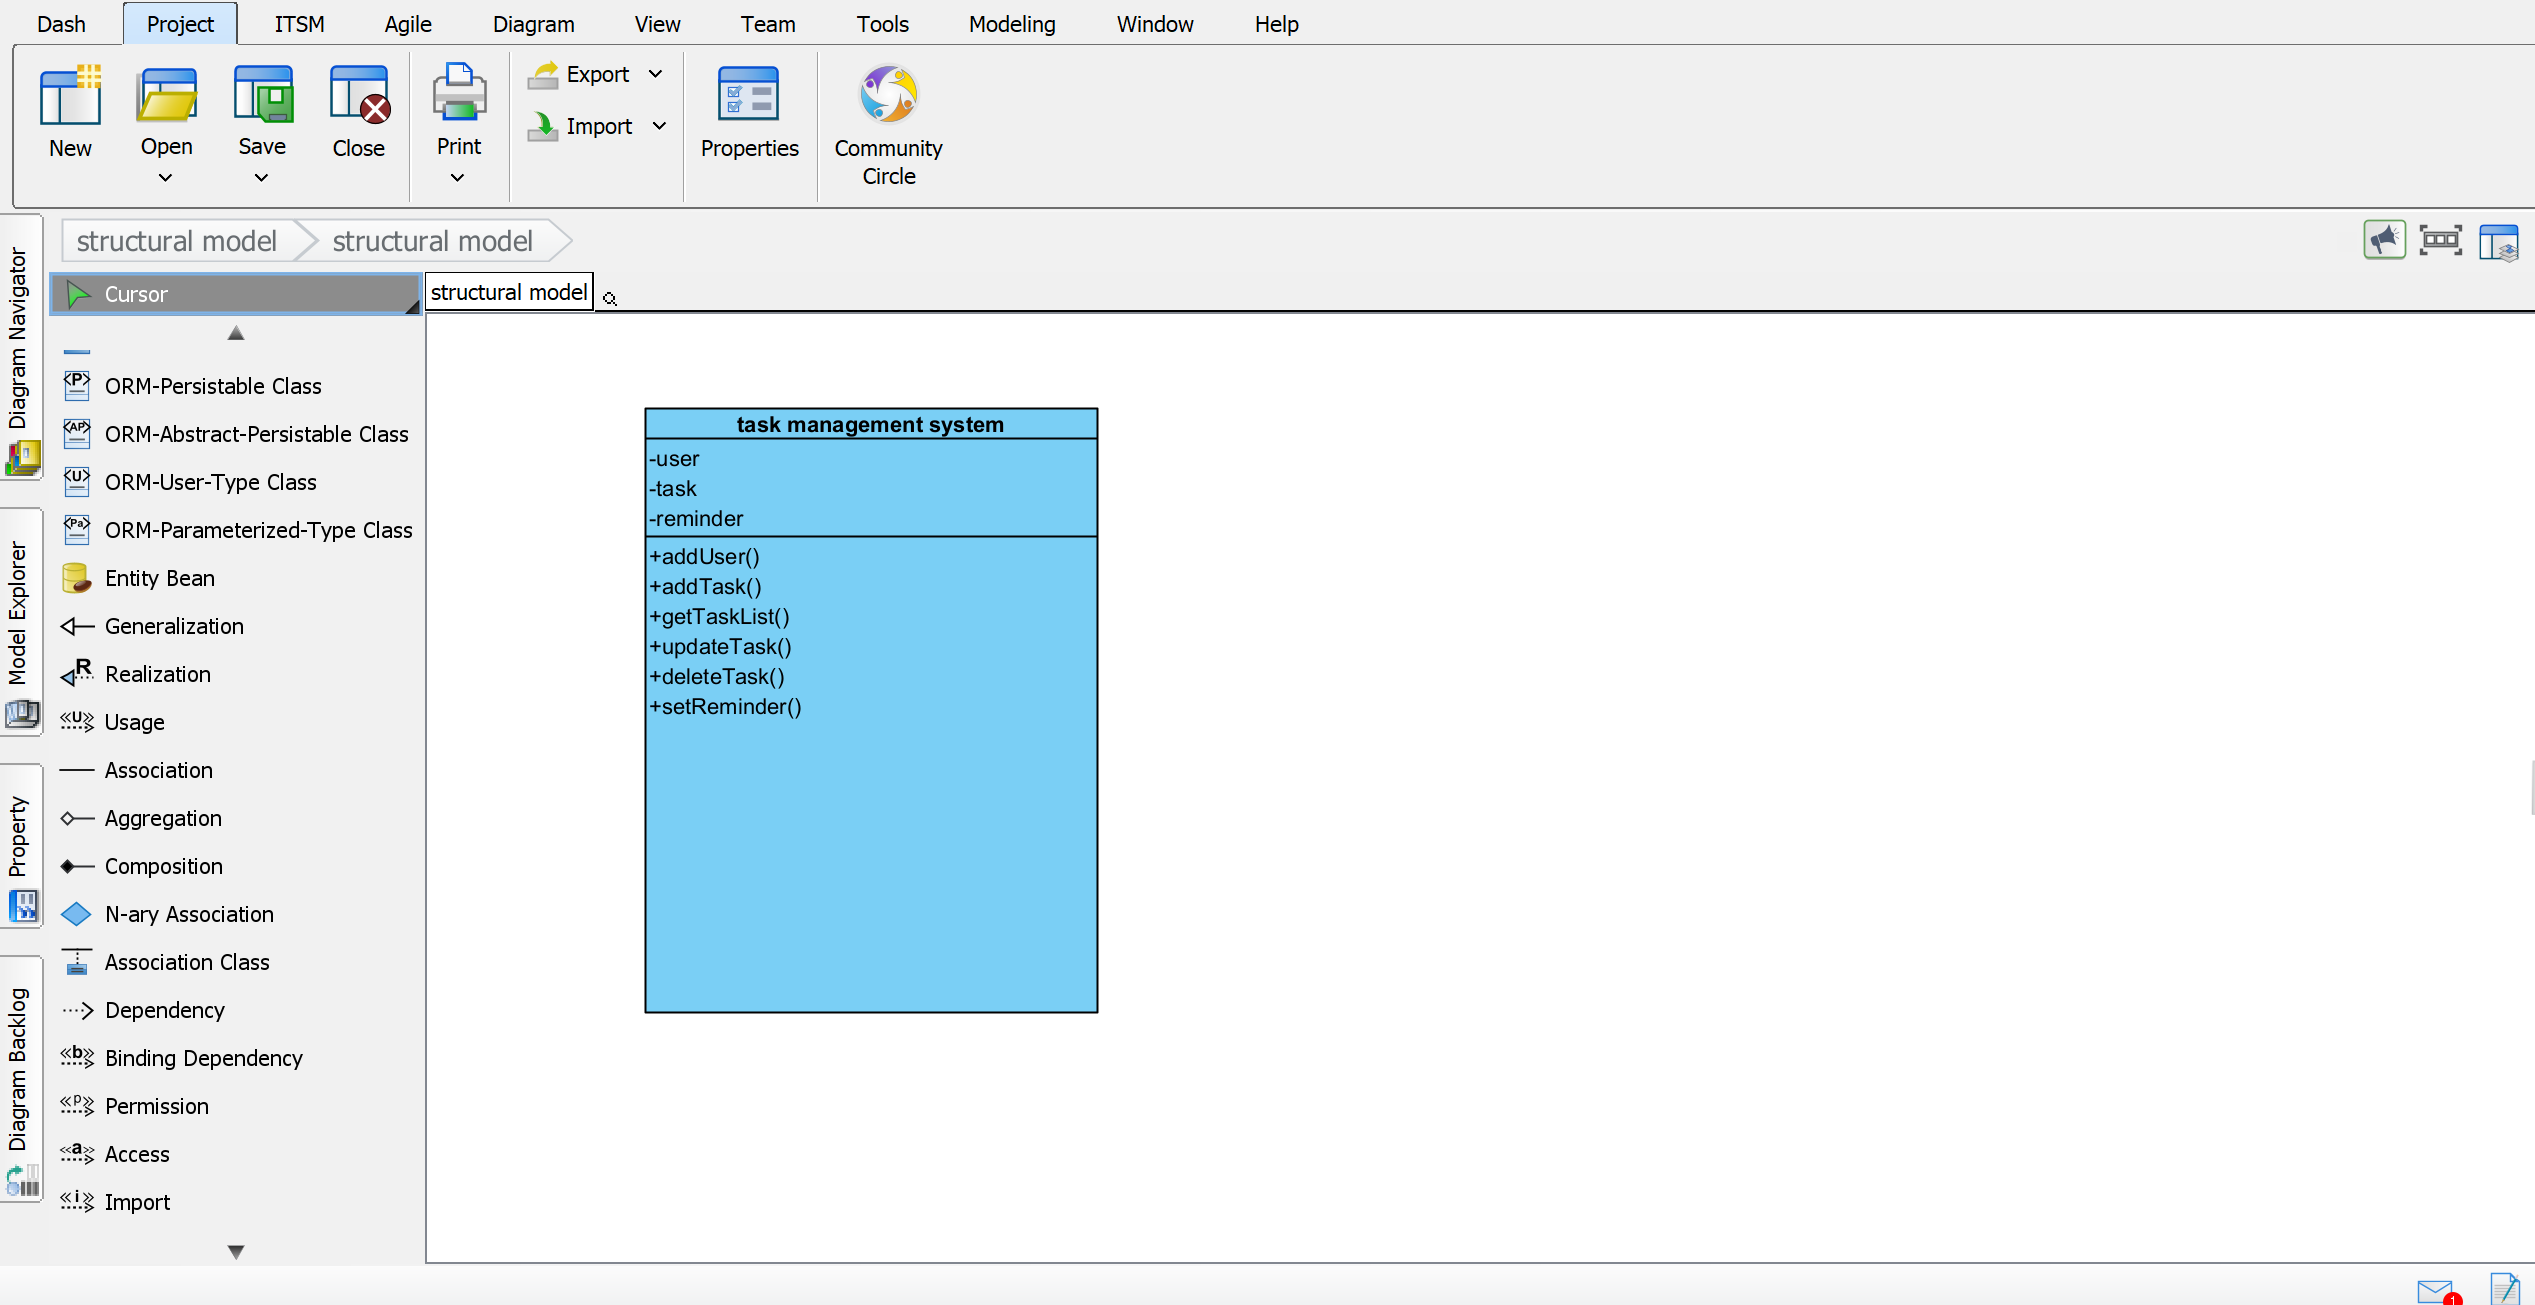 Dash
Project
ITSM
Agile
Diagram
View
Team
Tools
Modeling
Window
Help
New
Open
Save
Close
Print
Export
Import
Properties
Community
Circle
structural model
structural model
Diagram Navigator
Model Explorer
Property
Diagram Backlog
Cursor
structural model
<P>
ORM-Persistable Class
<AP>
ORM-Abstract-Persistable Class
<U>
ORM-User-Type Class
<Pa>
ORM-Parameterized-Type Class
Entity Bean
Generalization
R
Realization
«U»
Usage
Association
Aggregation
Composition
N-ary Association
Association Class
Dependency
«b»
Binding Dependency
«P»
Permission
«a»
Access
«i»
Import
task management system
-user
-task
-reminder
+addUser()
+addTask()
+getTaskList()
+updateTask()
+deleteTask()
+setReminder()
1